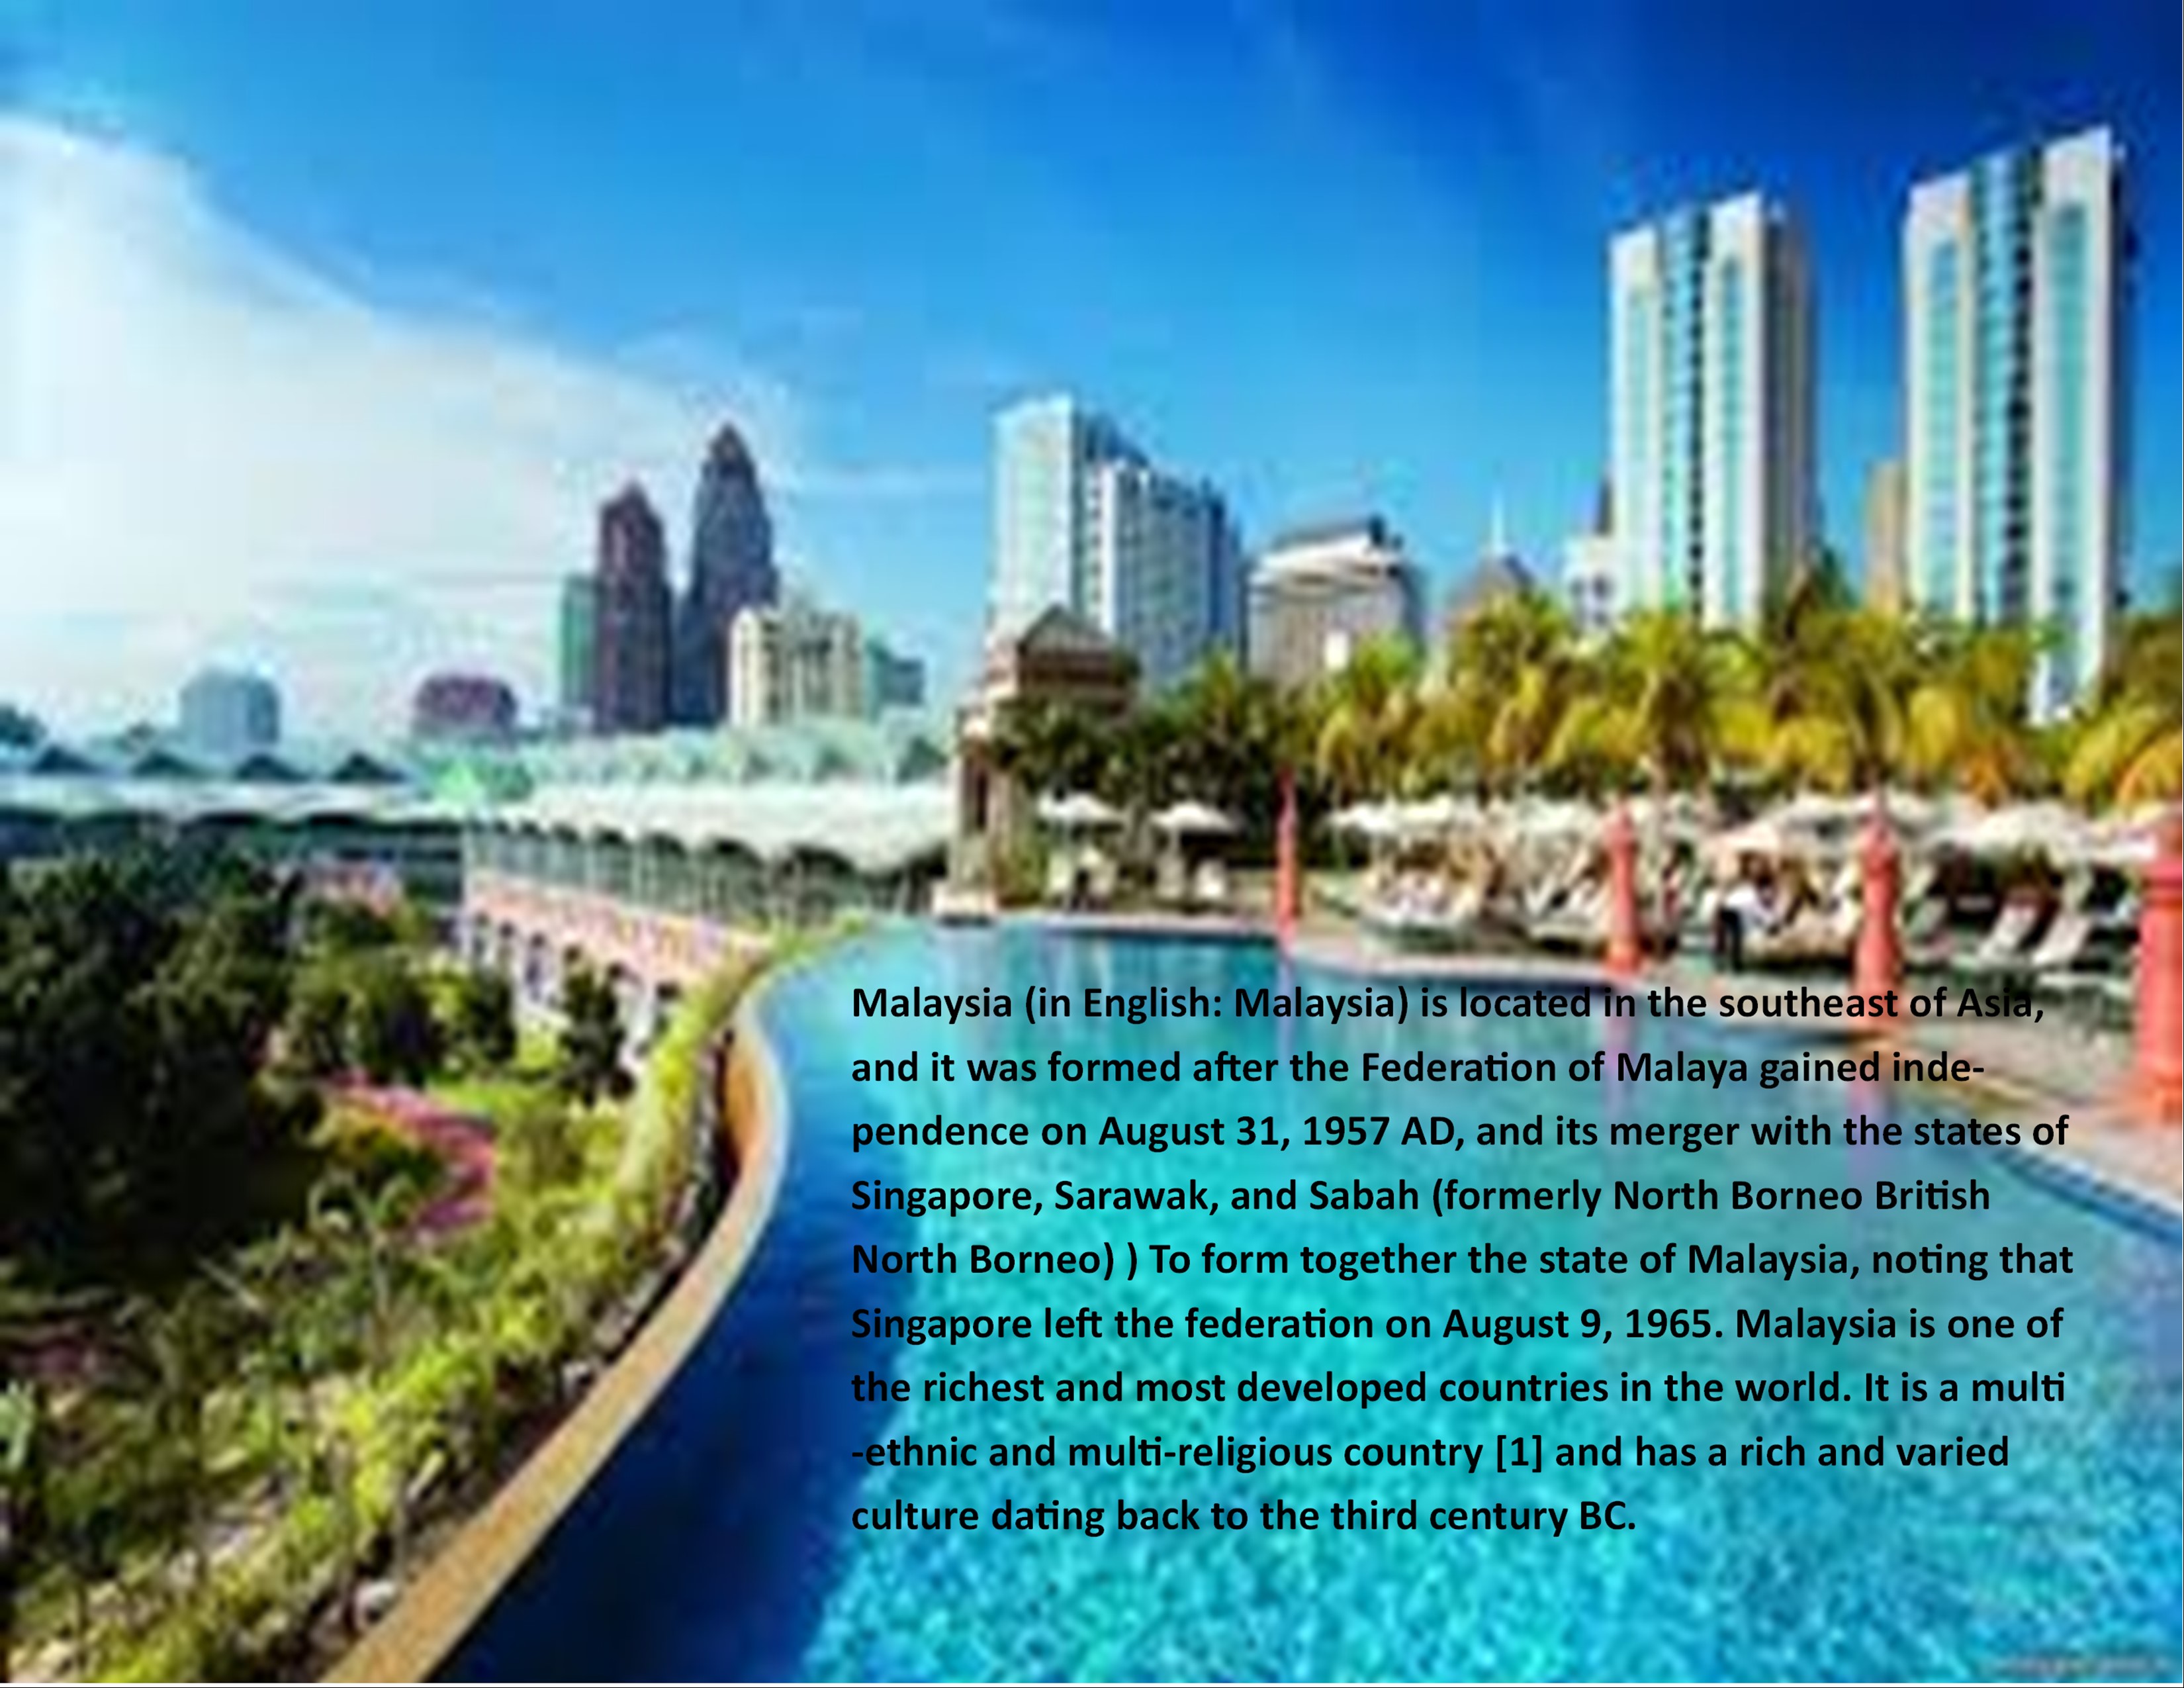 Malaysia (in English: Malaysia) is located in the southeast of Asia,
and it was formed after the Federation of Malaya gained inde-
pendence on August 31, 1957 AD, and its merger with the states of
Singapore, Sarawak, and Sabah (formerly North Borneo British
North Borneo) ) To form together the state of Malaysia, noting that
Singapore left the federation on August 9, 1965. Malaysia is one of
the richest and most developed countries in the world. It is a multi
-ethnic and multi-religious country [1] and has a rich and varied
culture dating back to the third century BC.